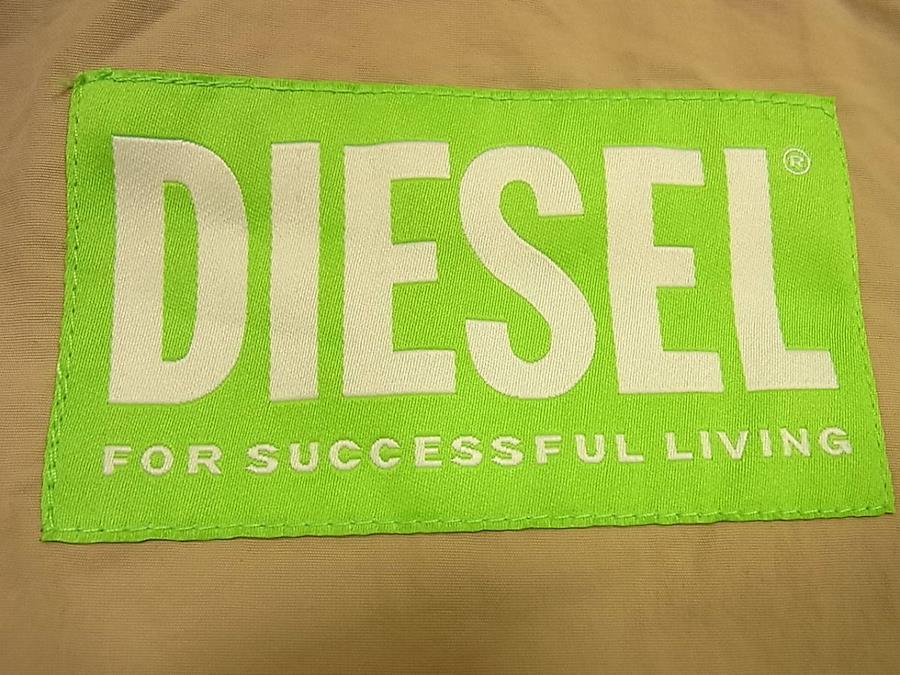 DIESEL®
FOR SUCCESSFUL LIVING